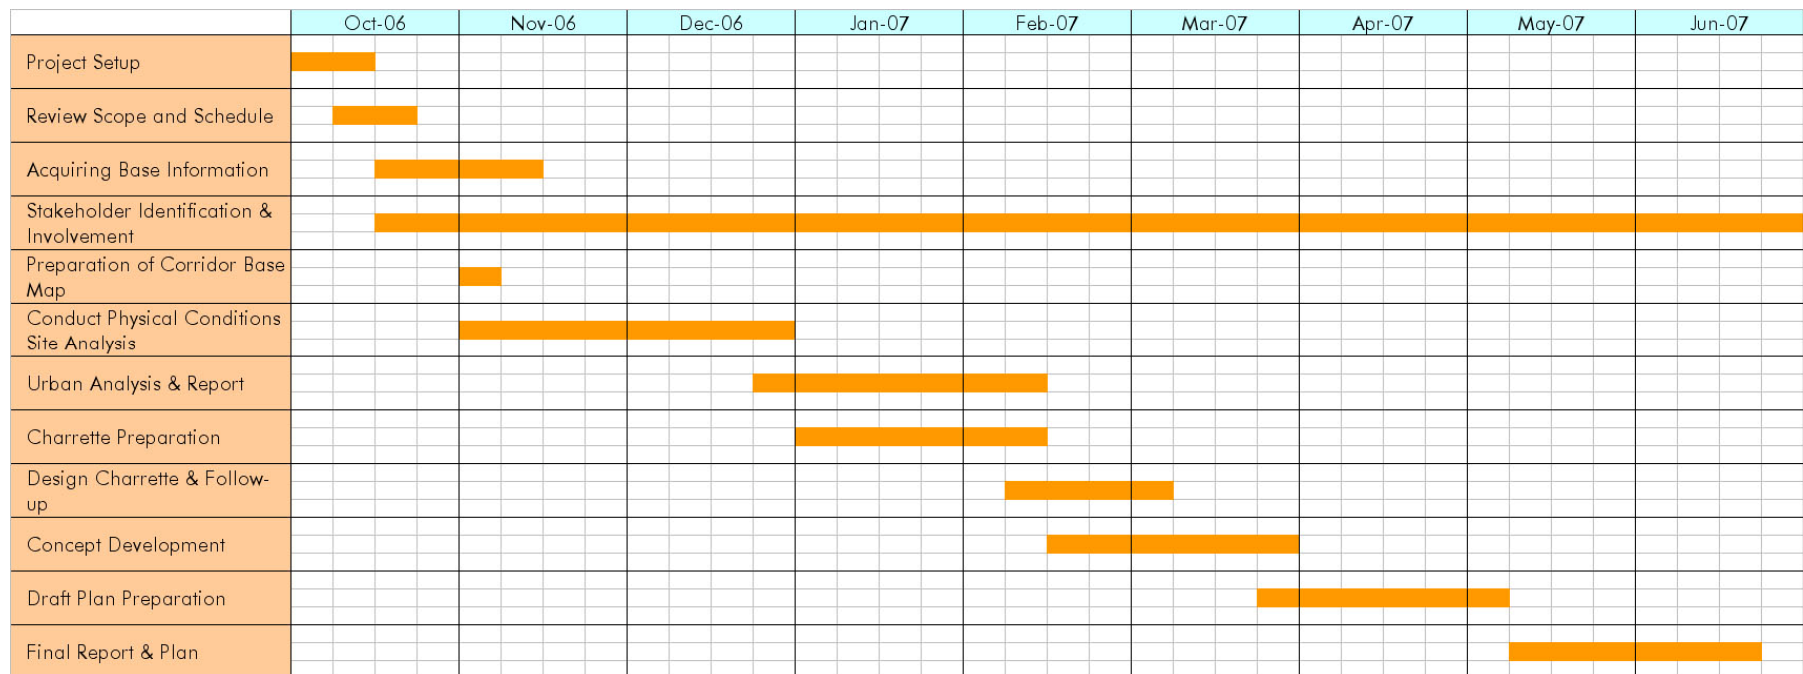 Oct-06 Nov-06 Dec-06 Jan-07 Feb-07 Mar-07 Apr-07 May-07 Jun-07
Project Setup
Review Scope and Schedule
Acquiring Base Information
Stakeholder Identification &
Involvement
Preparation of Corridor Base
Map
Conduct Physical Conditions
Site Analysis
Urban Analysis & Report
Charrette Preparation
Design Charrette & Follow-
up
Concept Development
Draft Plan Preparation
Final Report & Plan